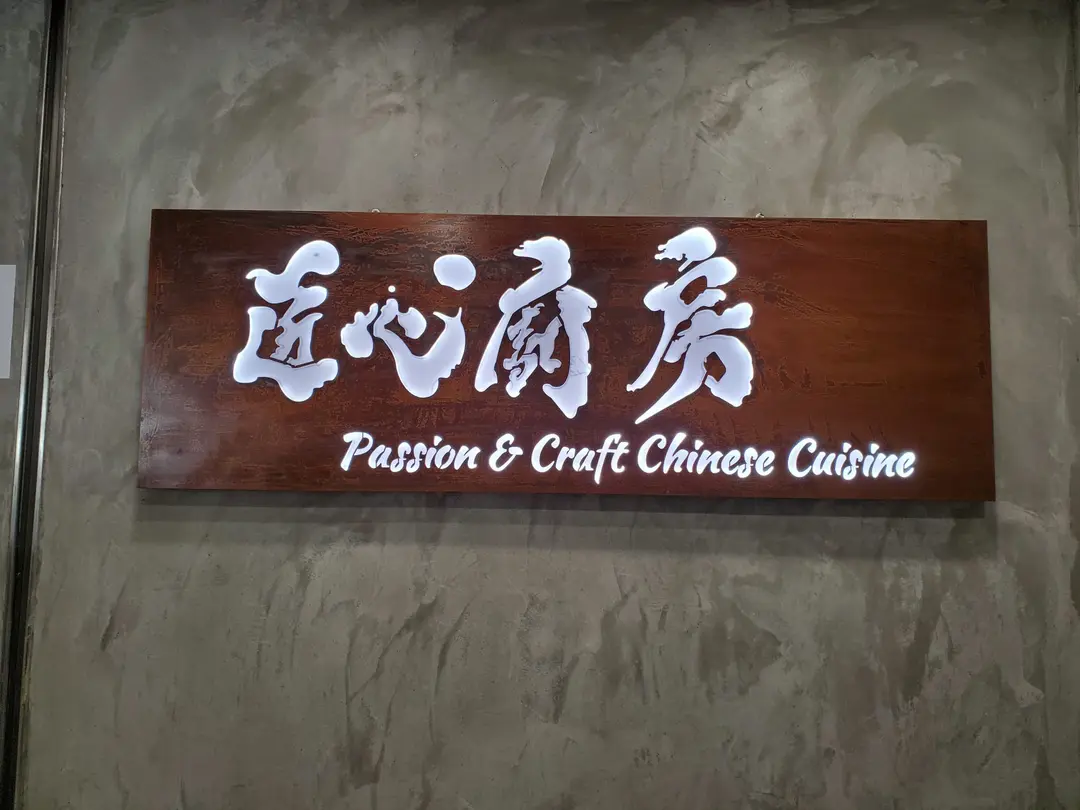 匠心廚房
Passion & Craft Chinese Cuisine